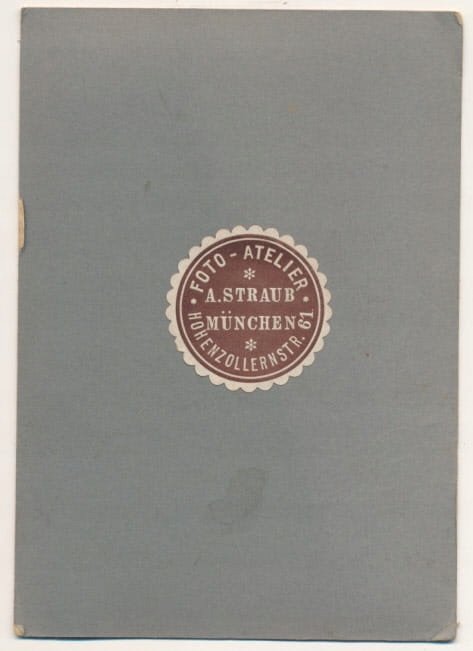 FOTO-ATELIER
A. STRAUB
MÜNCHEN
HOHENZOLLERNSTR. 61